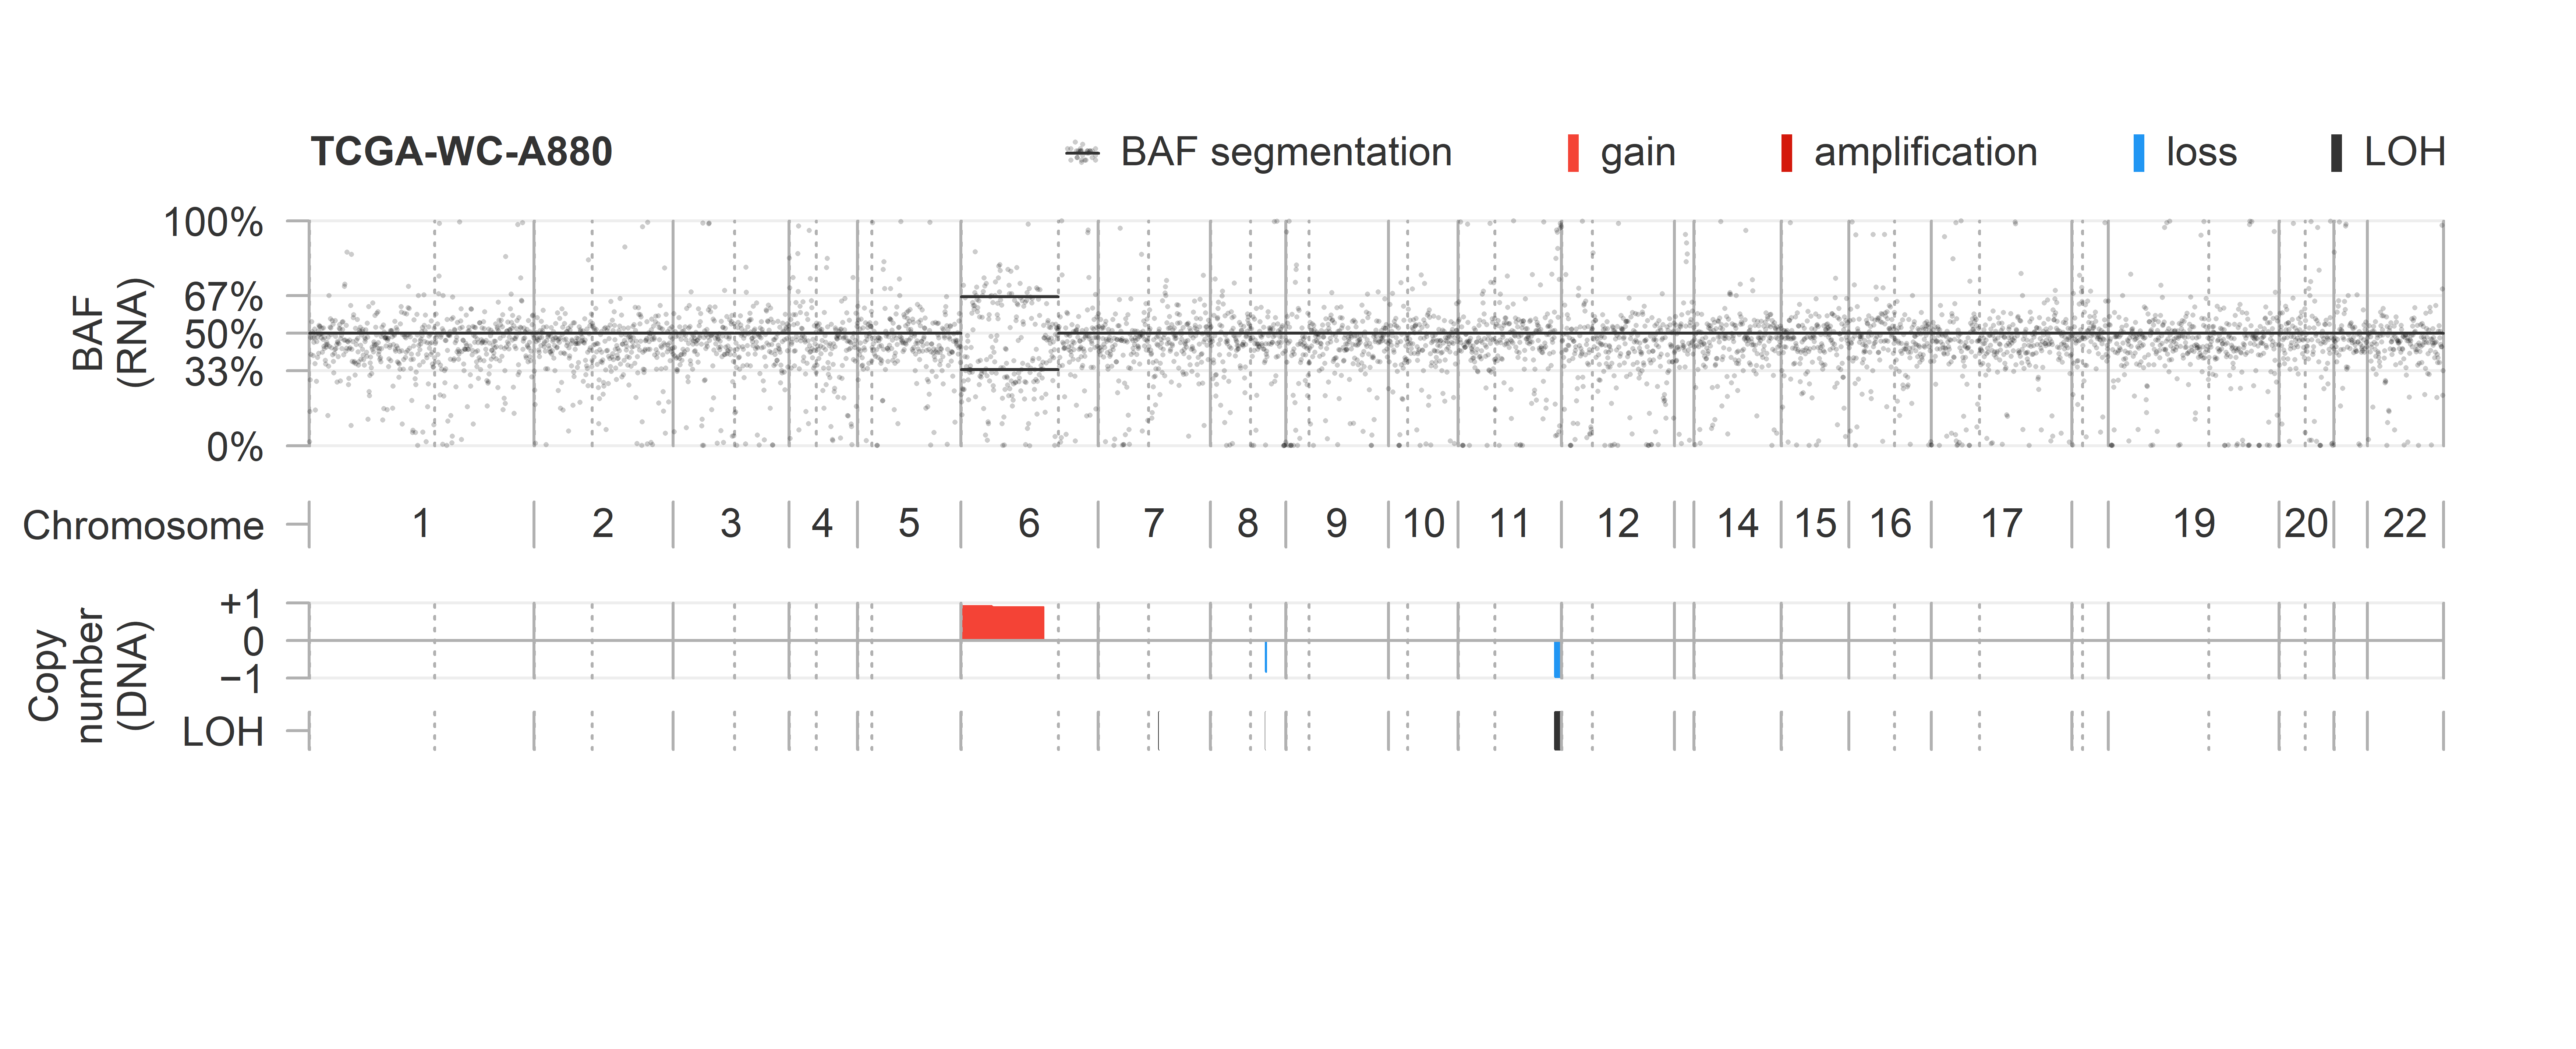 TCGA-WC-A880
BAF segmentation
gain
amplification
loss
LOH
BAF
(RNA)
100%
67%
50%
33%
0%
Chromosome
1 2 3 4 5 6 7 8 9 10 11 12 14 15 16 17 19 20 22
Copy
number
(DNA)
+1
0
−1
LOH